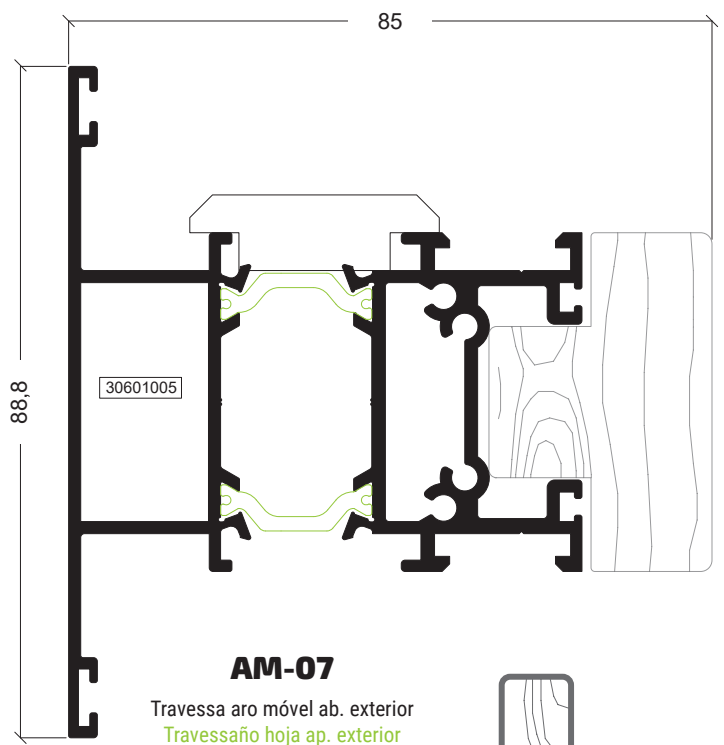 85
88,8
30601005
AM-07
Travessa aro móvel ab. exterior
Travessaño hoja ap. exterior